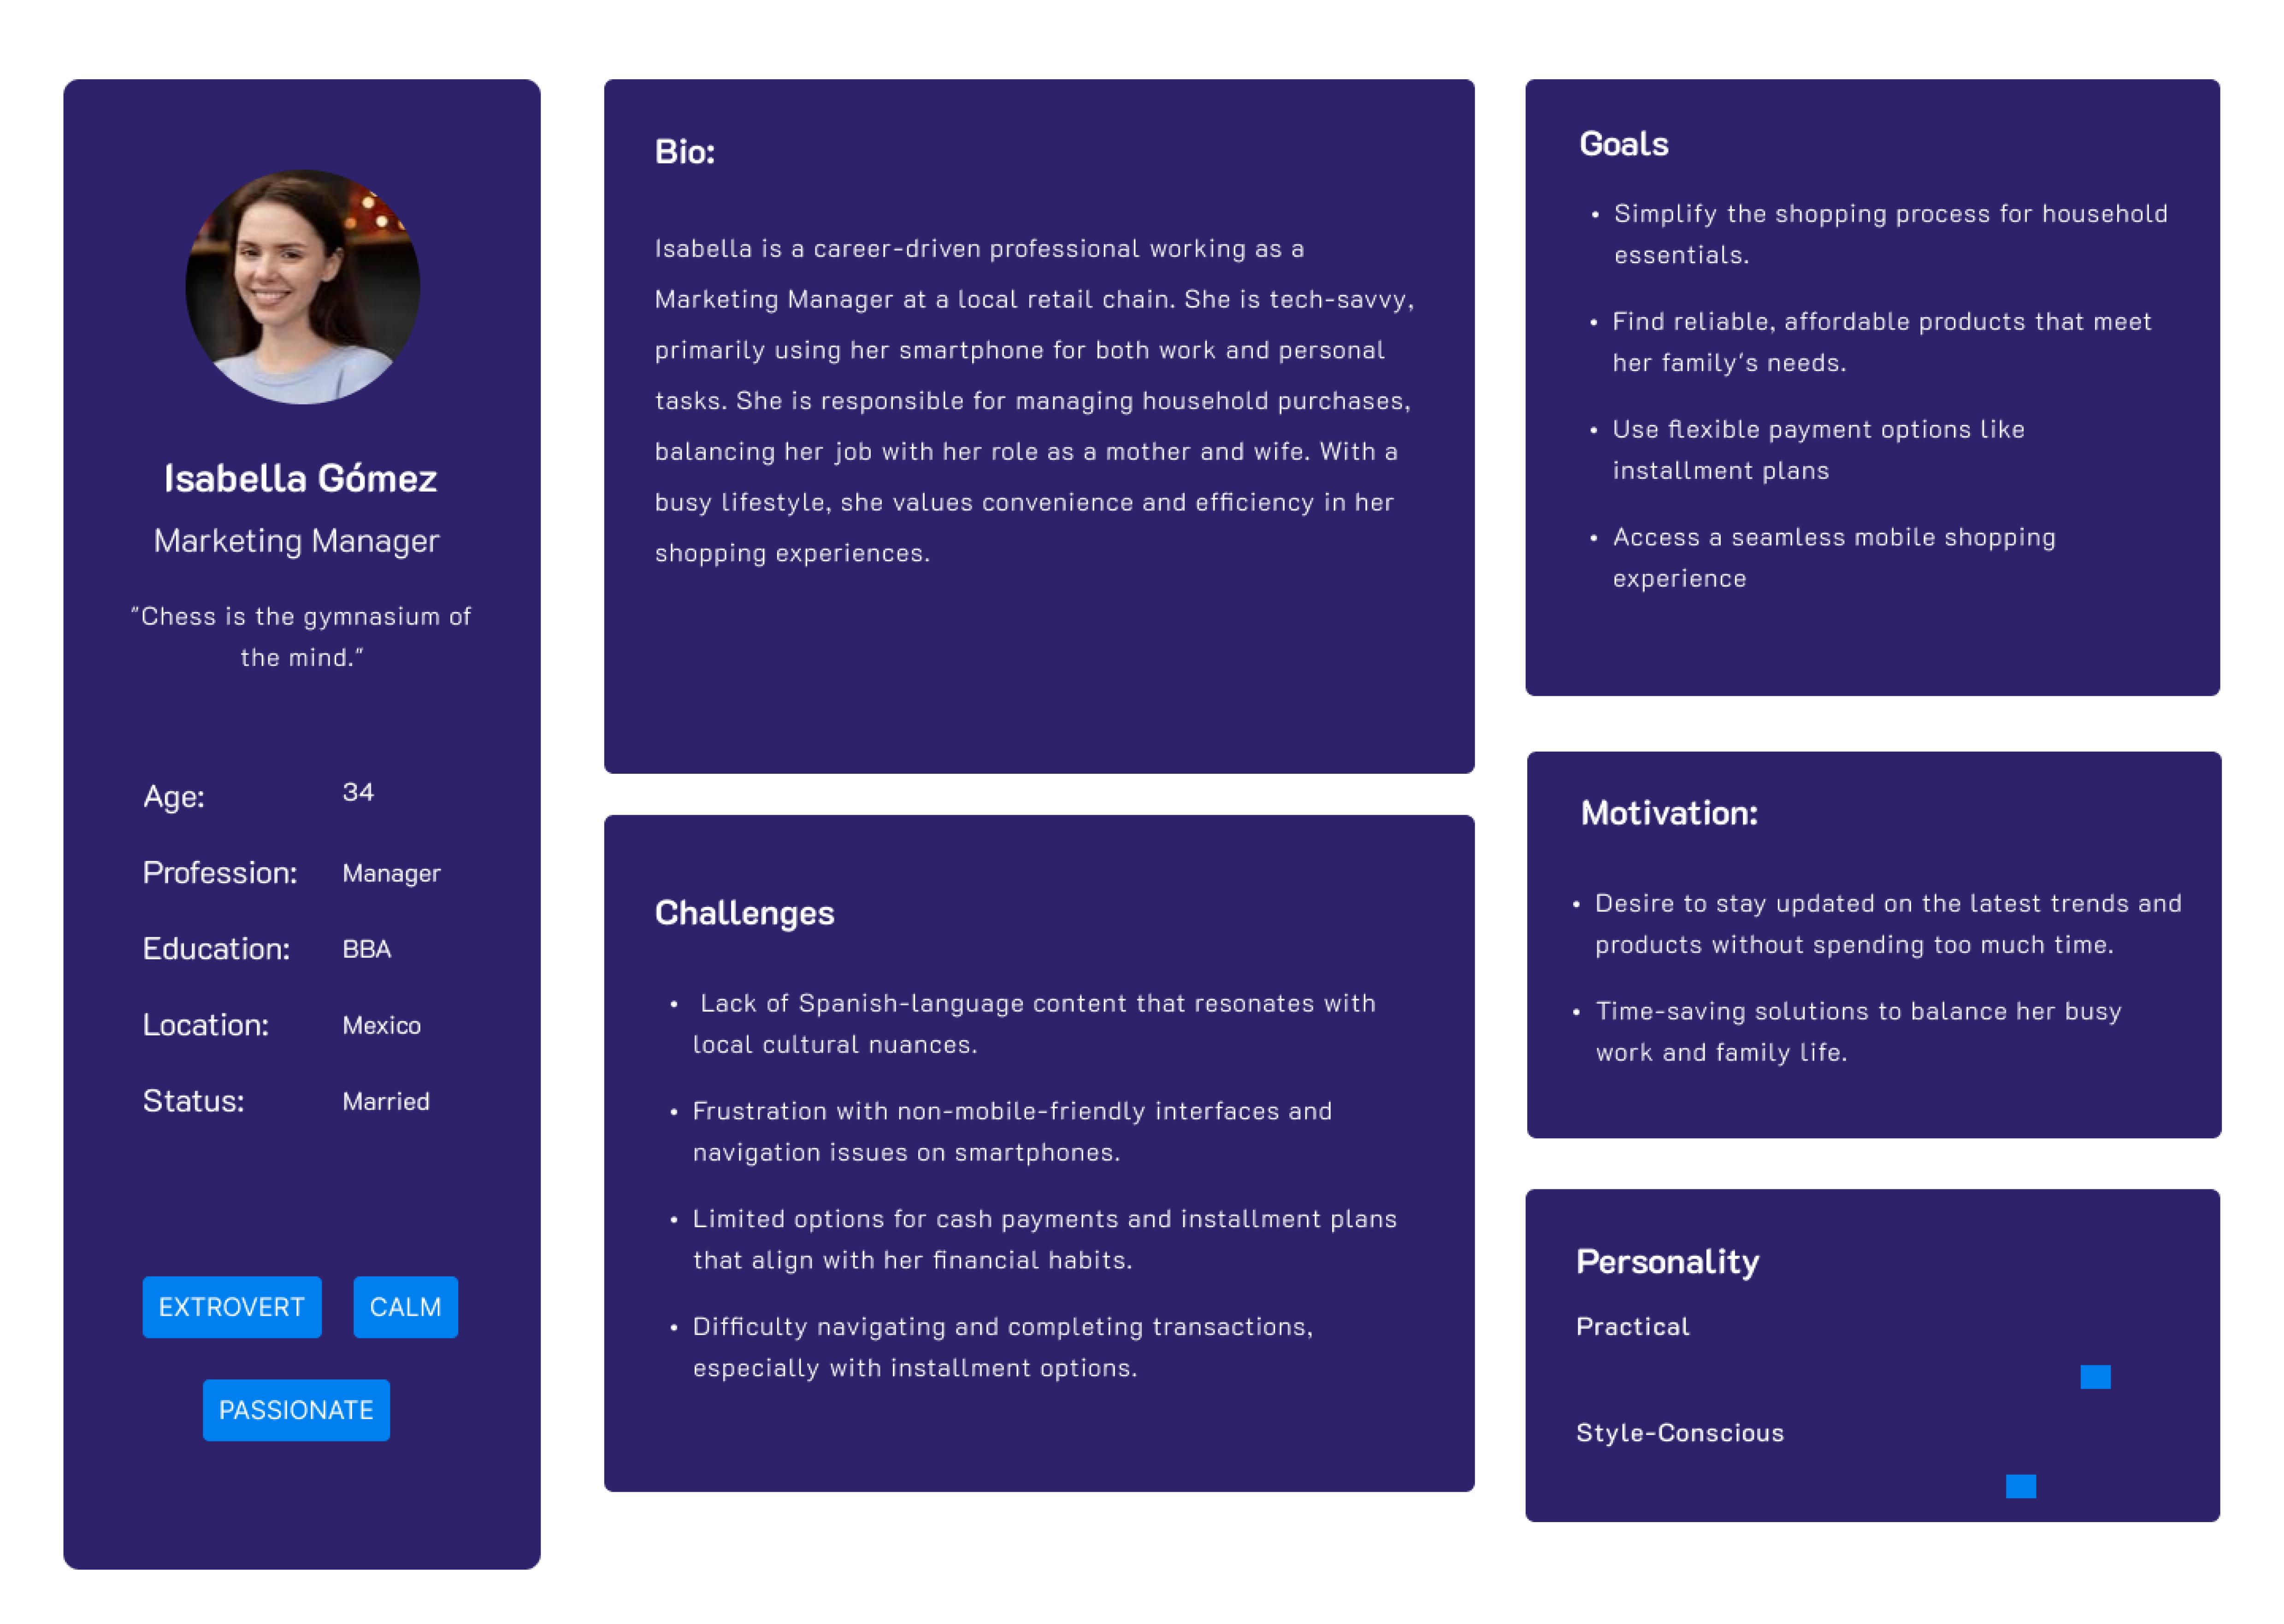 Isabella Gómez
Marketing Manager
"Chess is the gymnasium of
the mind."
Age: 34
Profession: Manager
Education: BBA
Location: Mexico
Status: Married
EXTROVERT CALM
PASSIONATE
Bio:
Isabella is a career-driven professional working as a
Marketing Manager at a local retail chain. She is tech-savvy,
primarily using her smartphone for both work and personal
tasks. She is responsible for managing household purchases,
balancing her job with her role as a mother and wife. With a
busy lifestyle, she values convenience and efficiency in her
shopping experiences.
Challenges
• Lack of Spanish-language content that resonates with
local cultural nuances.
• Frustration with non-mobile-friendly interfaces and
navigation issues on smartphones.
• Limited options for cash payments and installment plans
that align with her financial habits.
• Difficulty navigating and completing transactions,
especially with installment options.
Goals
• Simplify the shopping process for household
essentials.
• Find reliable, affordable products that meet
her family's needs.
• Use flexible payment options like
installment plans
• Access a seamless mobile shopping
experience
Motivation:
• Desire to stay updated on the latest trends and
products without spending too much time.
• Time-saving solutions to balance her busy
work and family life.
Personality
Practical
Style-Conscious